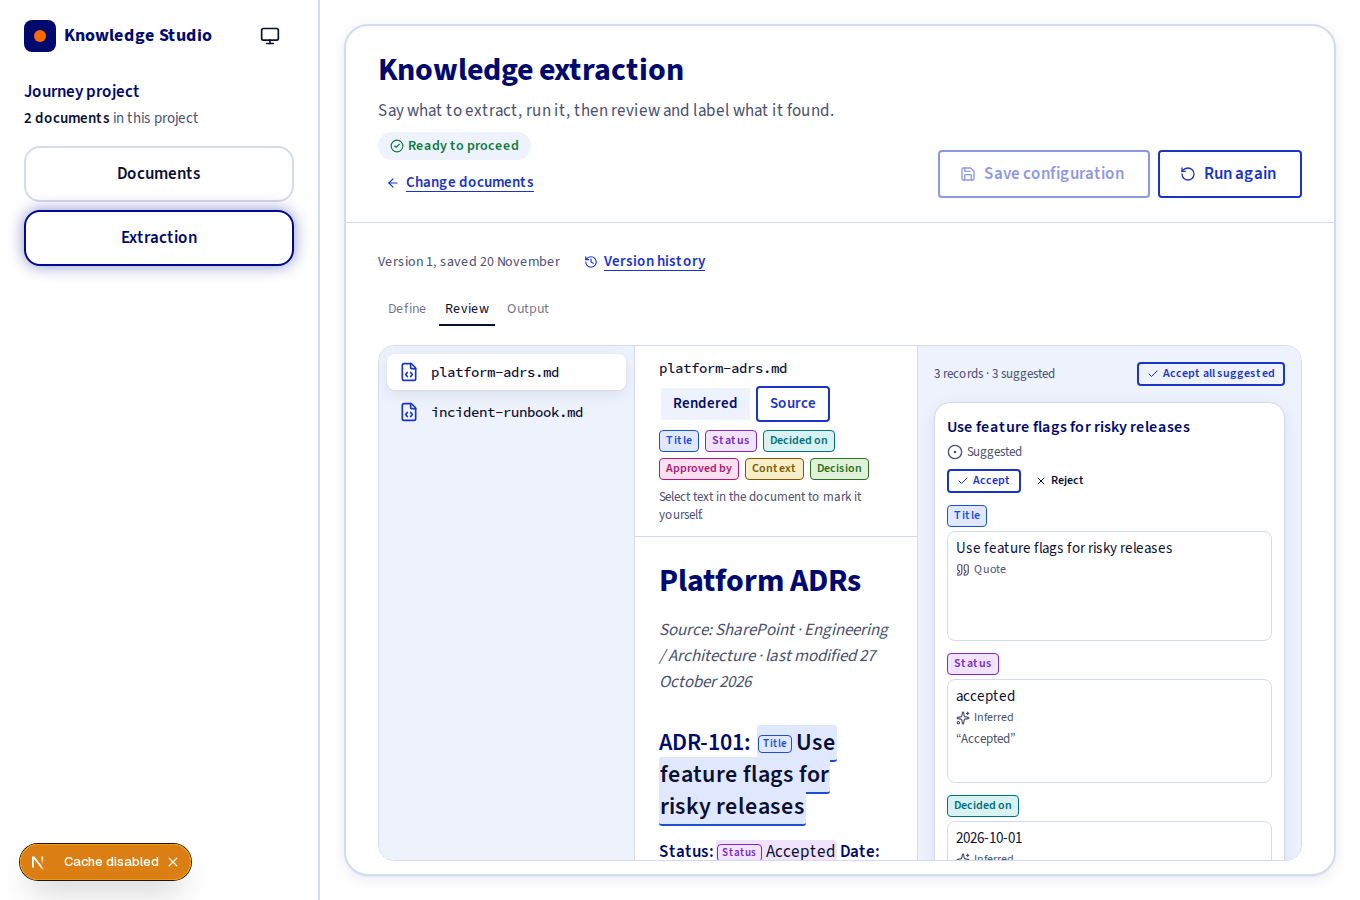 Knowledge Studio
Journey project
2 documents in this project
Documents
Extraction
Cache disabled
Knowledge extraction
Say what to extract, run it, then review and label what it found.
Ready to proceed
Change documents
Save configuration
Run again
Version 1, saved 20 November
Version history
Define
Review
Output
platform-adrs.md
incident-runbook.md
platform-adrs.md
Rendered
Source
Title
Status
Decided on
Approved by
Context
Decision
Select text in the document to mark it
yourself.
Platform ADRs
Source: SharePoint · Engineering
/ Architecture · last modified 27
October 2026
ADR-101: Title Use
feature flags for
risky releases
Status: Status Accepted Date:
3 records · 3 suggested
Accept all suggested
Use feature flags for risky releases
Suggested
Accept
Reject
Title
Use feature flags for risky releases
Quote
Status
accepted
Inferred
“Accepted”
Decided on
2026-10-01
Inferred